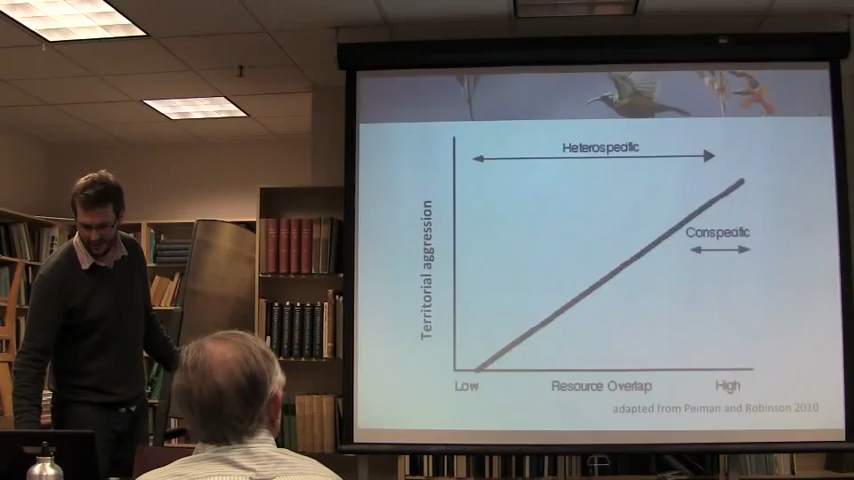 Heterospecific
Conspecific
Territorial aggression
Low
Resource Overlap
High
adapted from Peiman and Robinson 2010